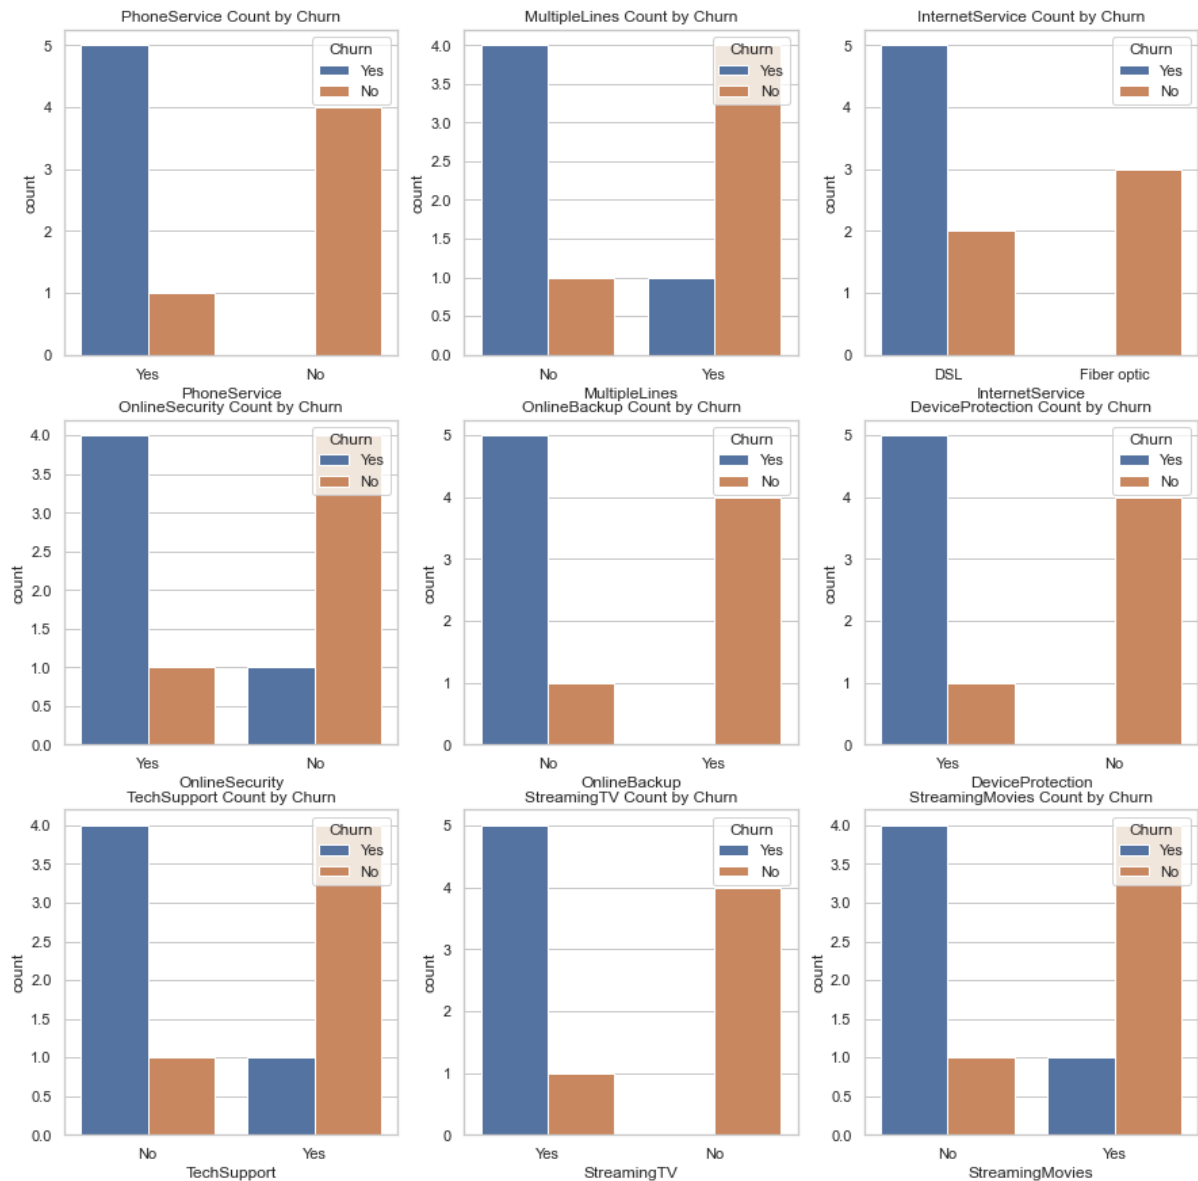 PhoneService Count by Churn
5
4
3
2
1
0
count
Churn
Yes
No
Yes No
PhoneService
MultipleLines Count by Churn
4.0
3.5
3.0
2.5
2.0
1.5
1.0
0.5
0.0
count
Churn
Yes
No
No Yes
MultipleLines
InternetService Count by Churn
5
4
3
2
1
0
count
Churn
Yes
No
DSL Fiber optic
InternetService
OnlineSecurity Count by Churn
4.0
3.5
3.0
2.5
2.0
1.5
1.0
0.5
0.0
count
Churn
Yes
No
Yes No
OnlineSecurity
OnlineBackup Count by Churn
5
4
3
2
1
0
count
Churn
Yes
No
No Yes
OnlineBackup
DeviceProtection Count by Churn
5
4
3
2
1
0
count
Churn
Yes
No
Yes No
DeviceProtection
TechSupport Count by Churn
4.0
3.5
3.0
2.5
2.0
1.5
1.0
0.5
0.0
count
Churn
Yes
No
No Yes
TechSupport
StreamingTV Count by Churn
5
4
3
2
1
0
count
Churn
Yes
No
Yes No
StreamingTV
StreamingMovies Count by Churn
4.0
3.5
3.0
2.5
2.0
1.5
1.0
0.5
0.0
count
Churn
Yes
No
No Yes
StreamingMovies